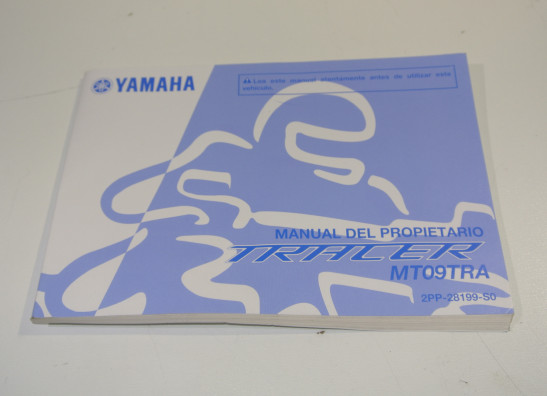 YAMAHA
Lea este manual atentamente antes de utilizar este
vehículo.
MANUAL DEL PROPIETARIO
TRACER
MT09TRA
2PP-28199-S0